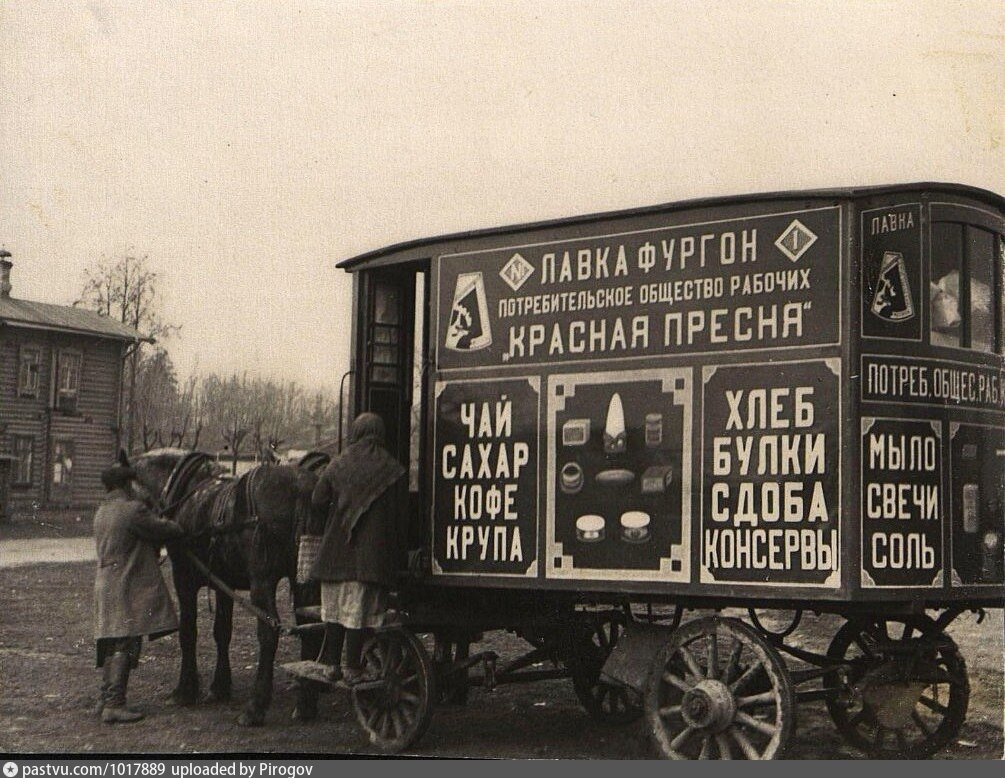 № ЛАВКА ФУРГОН 1
ПОТРЕБИТЕЛЬСКОЕ ОБЩЕСТВО РАБОЧИХ
„КРАСНАЯ ПРЕСНЯ“
ЧАЙ
САХАР
КОФЕ
КРУПА
ХЛЕБ
БУЛКИ
СДОБА
КОНСЕРВЫ
ЛАВКА
ПОТРЕБ. ОБЩЕС. РАБ
МЫЛО
СВЕЧИ
СОЛЬ
pastvu.com/1017889 uploaded by Pirogov